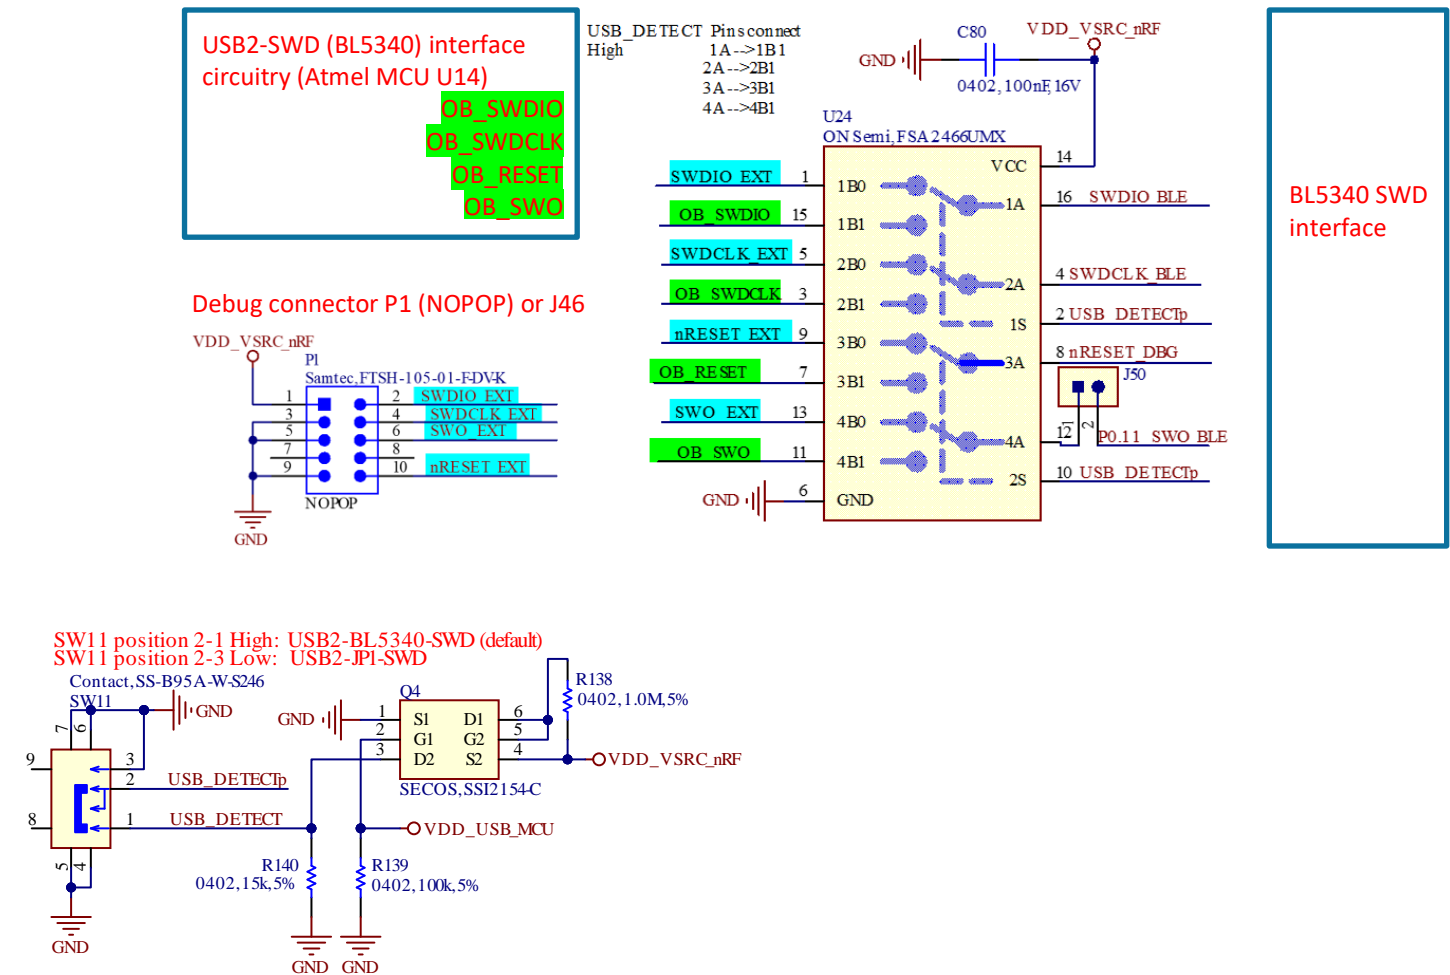 USB2-SWD (BL5340) interface
circuitry (Atmel MCU U14)
OB_SWDIO
OB_SWDCLK
OB_RESET
OB_SWO
USB_DETECT Pins connect
High 1A-->1B1
2A-->2B1
3A-->3B1
4A-->4B1
C80
VDD_VSRC_nRF
GND
0402,100nF,16V
U24
ON Semi,FSA2466UMX
VCC 14
SWDIO_EXT 1 1B0
1A 16 SWDIO_BLE
OB_SWDIO 15 1B1
SWDCLK_EXT 5 2B0
2A 4 SWDCLK_BLE
OB_SWDCLK 3 2B1
1S 2 USB_DETECTp
nRESET_EXT 9 3B0
3A 8 nRESET_DBG
OB_RESET 7 3B1
J50
1 2
SWO_EXT 13 4B0
4A 12 P0.11_SWO_BLE
OB_SWO 11 4B1
2S 10 USB_DETECTp
GND 6 GND
BL5340 SWD
interface
Debug connector P1 (NOPOP) or J46
VDD_VSRC_nRF
P1
Samtec,FTSH-105-01-F-DV-K
1 2 SWDIO_EXT
3 4 SWDCLK_EXT
5 6 SWO_EXT
7 8
9 10 nRESET_EXT
NOPOP
GND
SW11 position 2-1 High: USB2-BL5340-SWD (default)
SW11 position 2-3 Low: USB2-JP1-SWD
Contact,SS-B95A-W-S246
SW11
GND
7 6
9 3
2 USB_DETECTp
8 1 USB_DETECT
5 4
GND
Q4
GND 1 S1 D1 6
2 G1 G2 5
3 D2 S2 4
SECOS,SSI2154-C
R138
0402,1.0M,5%
VDD_VSRC_nRF
VDD_USB_MCU
R140
0402,15k,5%
R139
0402,100k,5%
GND GND